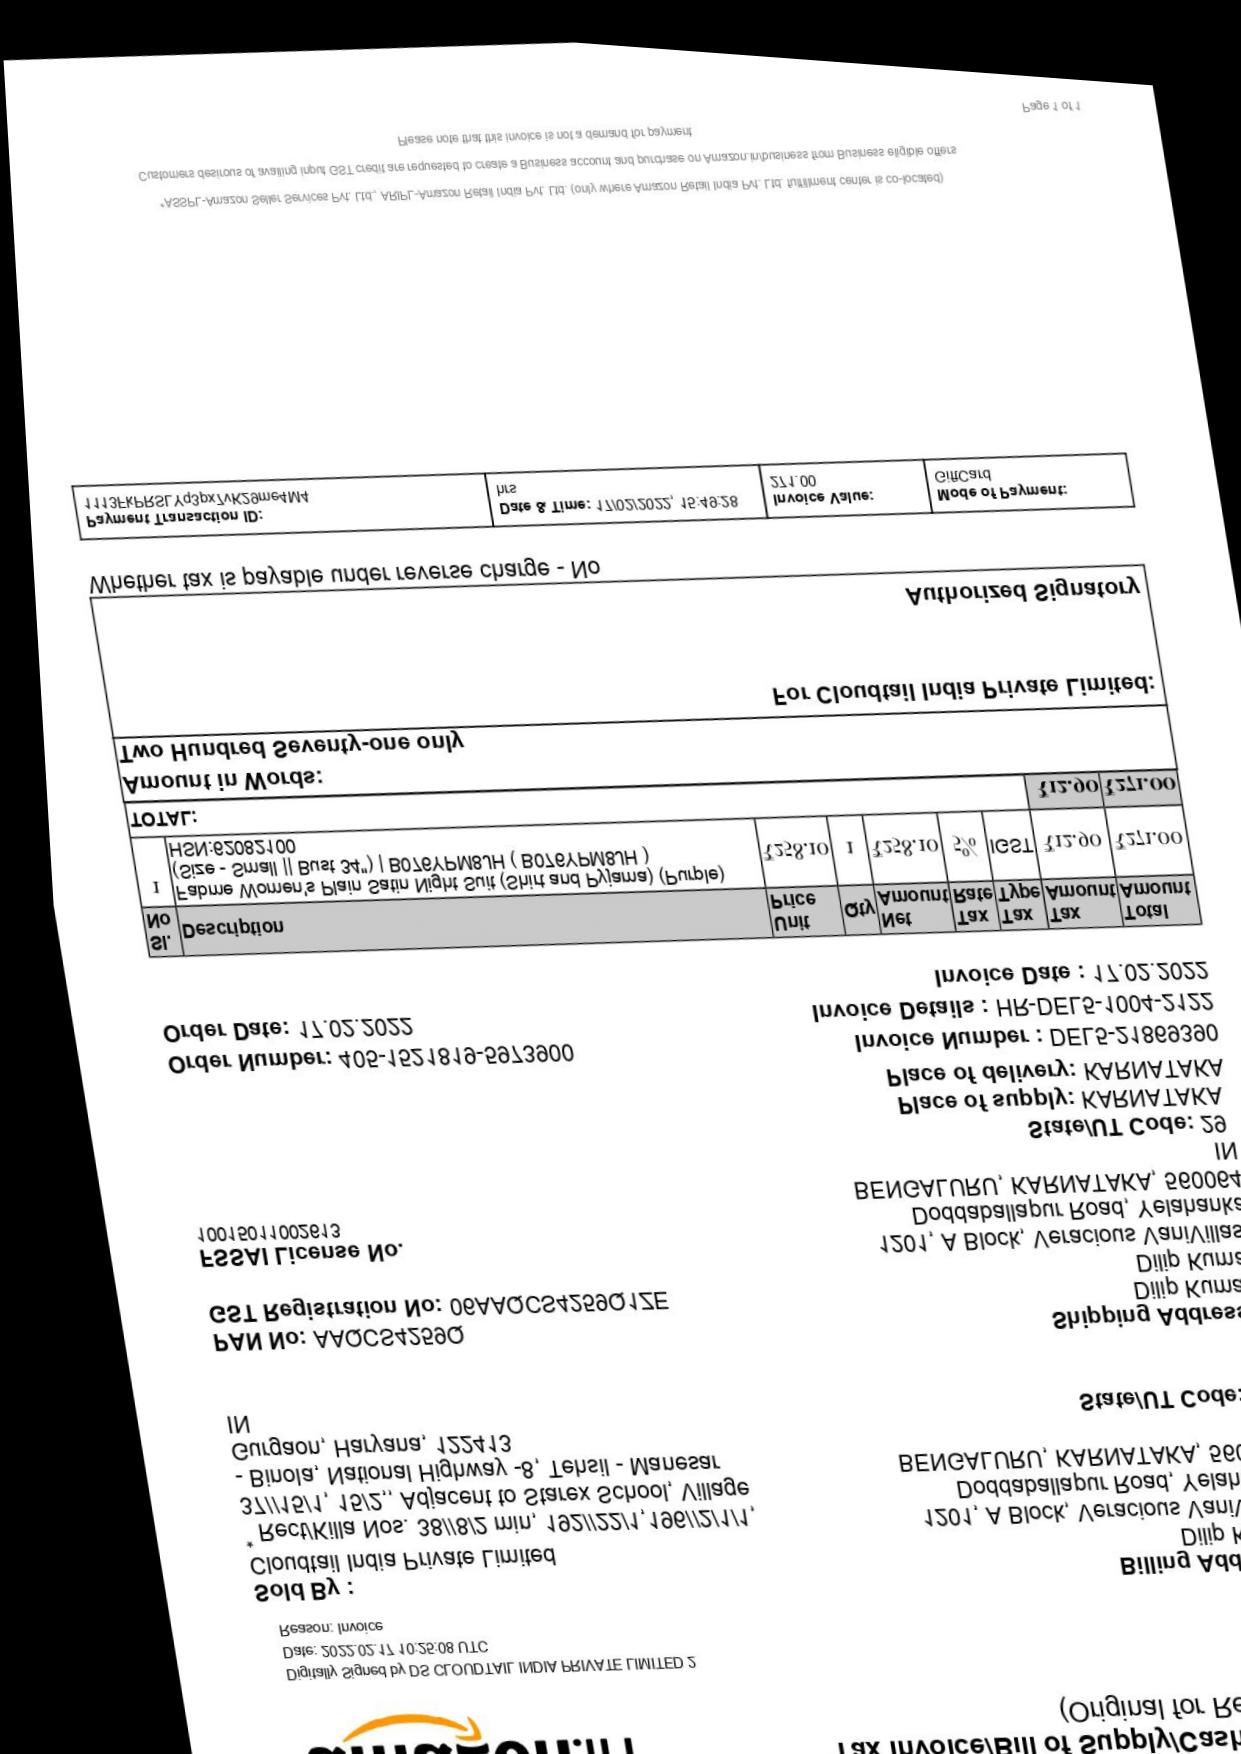 amazon.in
Tax Invoice/Bill of Supply/Cash
(Original for
Digitally Signed by DS CLOUDTAIL INDIA PRIVATE LIMITED 2
Date: 2022.02.17 10:25:08 UTC
Reason: Invoice
Sold By :
Cloudtail India Private Limited
* Rect/Killa Nos. 38//8/2 min, 192//22/1,196//2/1/1,
37//15/1, 15/2,, Adjacent to Starex School, Village
- Binola, National Highway -8, Tehsil - Manesar
Gurgaon, Haryana, 122413
IN
Billing
Dilip
1201, A Block, Veracious
Doddaballapur Road,
BENGALURU, KARNATAKA,
State/UT Code:
PAN No: AAQCS4259Q
GST Registration No: 06AAQCS4259Q1ZE
FSSAI License No.
10015011002613
Shipping Address
Dilip
Dilip
1201, A Block, Veracious VaniVillas
Doddaballapur Road, Yelahanka
BENGALURU, KARNATAKA, 560064
IN
State/UT Code: 29
Place of supply: KARNATAKA
Place of delivery: KARNATAKA
Order Number: 405-1521819-5973900
Order Date: 17.02.2022
Invoice Number : DEL5-21869390
Invoice Details : HR-DEL5-1004-2122
Invoice Date : 17.02.2022
Sl. No Description Unit Price Qty Net Amount Tax Rate Tax Type Tax Amount Total Amount
1 Fabme Women's Plain Satin Night Suit (Shirt and Pyjama) (Purple)
(Size - Small || Bust 34") | B076YPM8JH ( B076YPM8JH )
HSN:62082100
₹258.10 1 ₹258.10 5% IGST ₹12.90 ₹271.00
TOTAL: ₹12.90 ₹271.00
Amount in Words:
Two Hundred Seventy-one only
For Cloudtail India Private Limited:
Authorized Signatory
Whether tax is payable under reverse charge - No
Payment Transaction ID:
1113FkPRSLYq3px7vK29me4M4
Date & Time: 17/02/2022, 15:49:28
hrs
Invoice Value:
271.00
Mode of Payment:
GiftCard
*ASSPL-Amazon Seller Services Pvt. Ltd., ARIPL-Amazon Retail India Pvt. Ltd. (only where Amazon Retail India Pvt. Ltd. fulfillment center is co-located)
Customers desirous of availing input GST credit are requested to create a Business account and purchase on Amazon.in/business from Business eligible offers
Please note that this invoice is not a demand for payment
Page 1 of 1